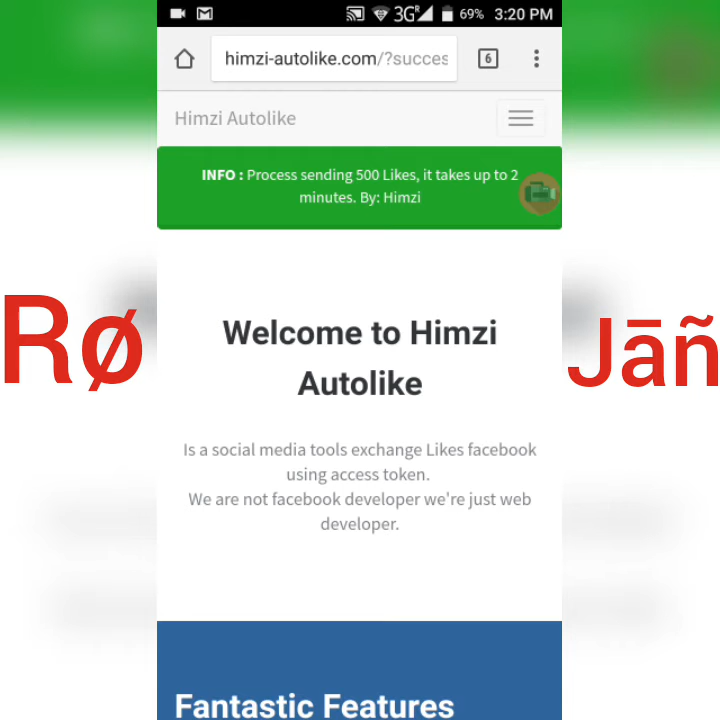 3G R 69% 3:20 PM
himzi-autolike.com/?succes
6
Himzi Autolike
INFO : Process sending 500 Likes, it takes up to 2
minutes. By: Himzi
Rø
Jāñ
Welcome to Himzi
Autolike
Is a social media tools exchange Likes facebook
using access token.
We are not facebook developer we're just web
developer.
Fantastic Features